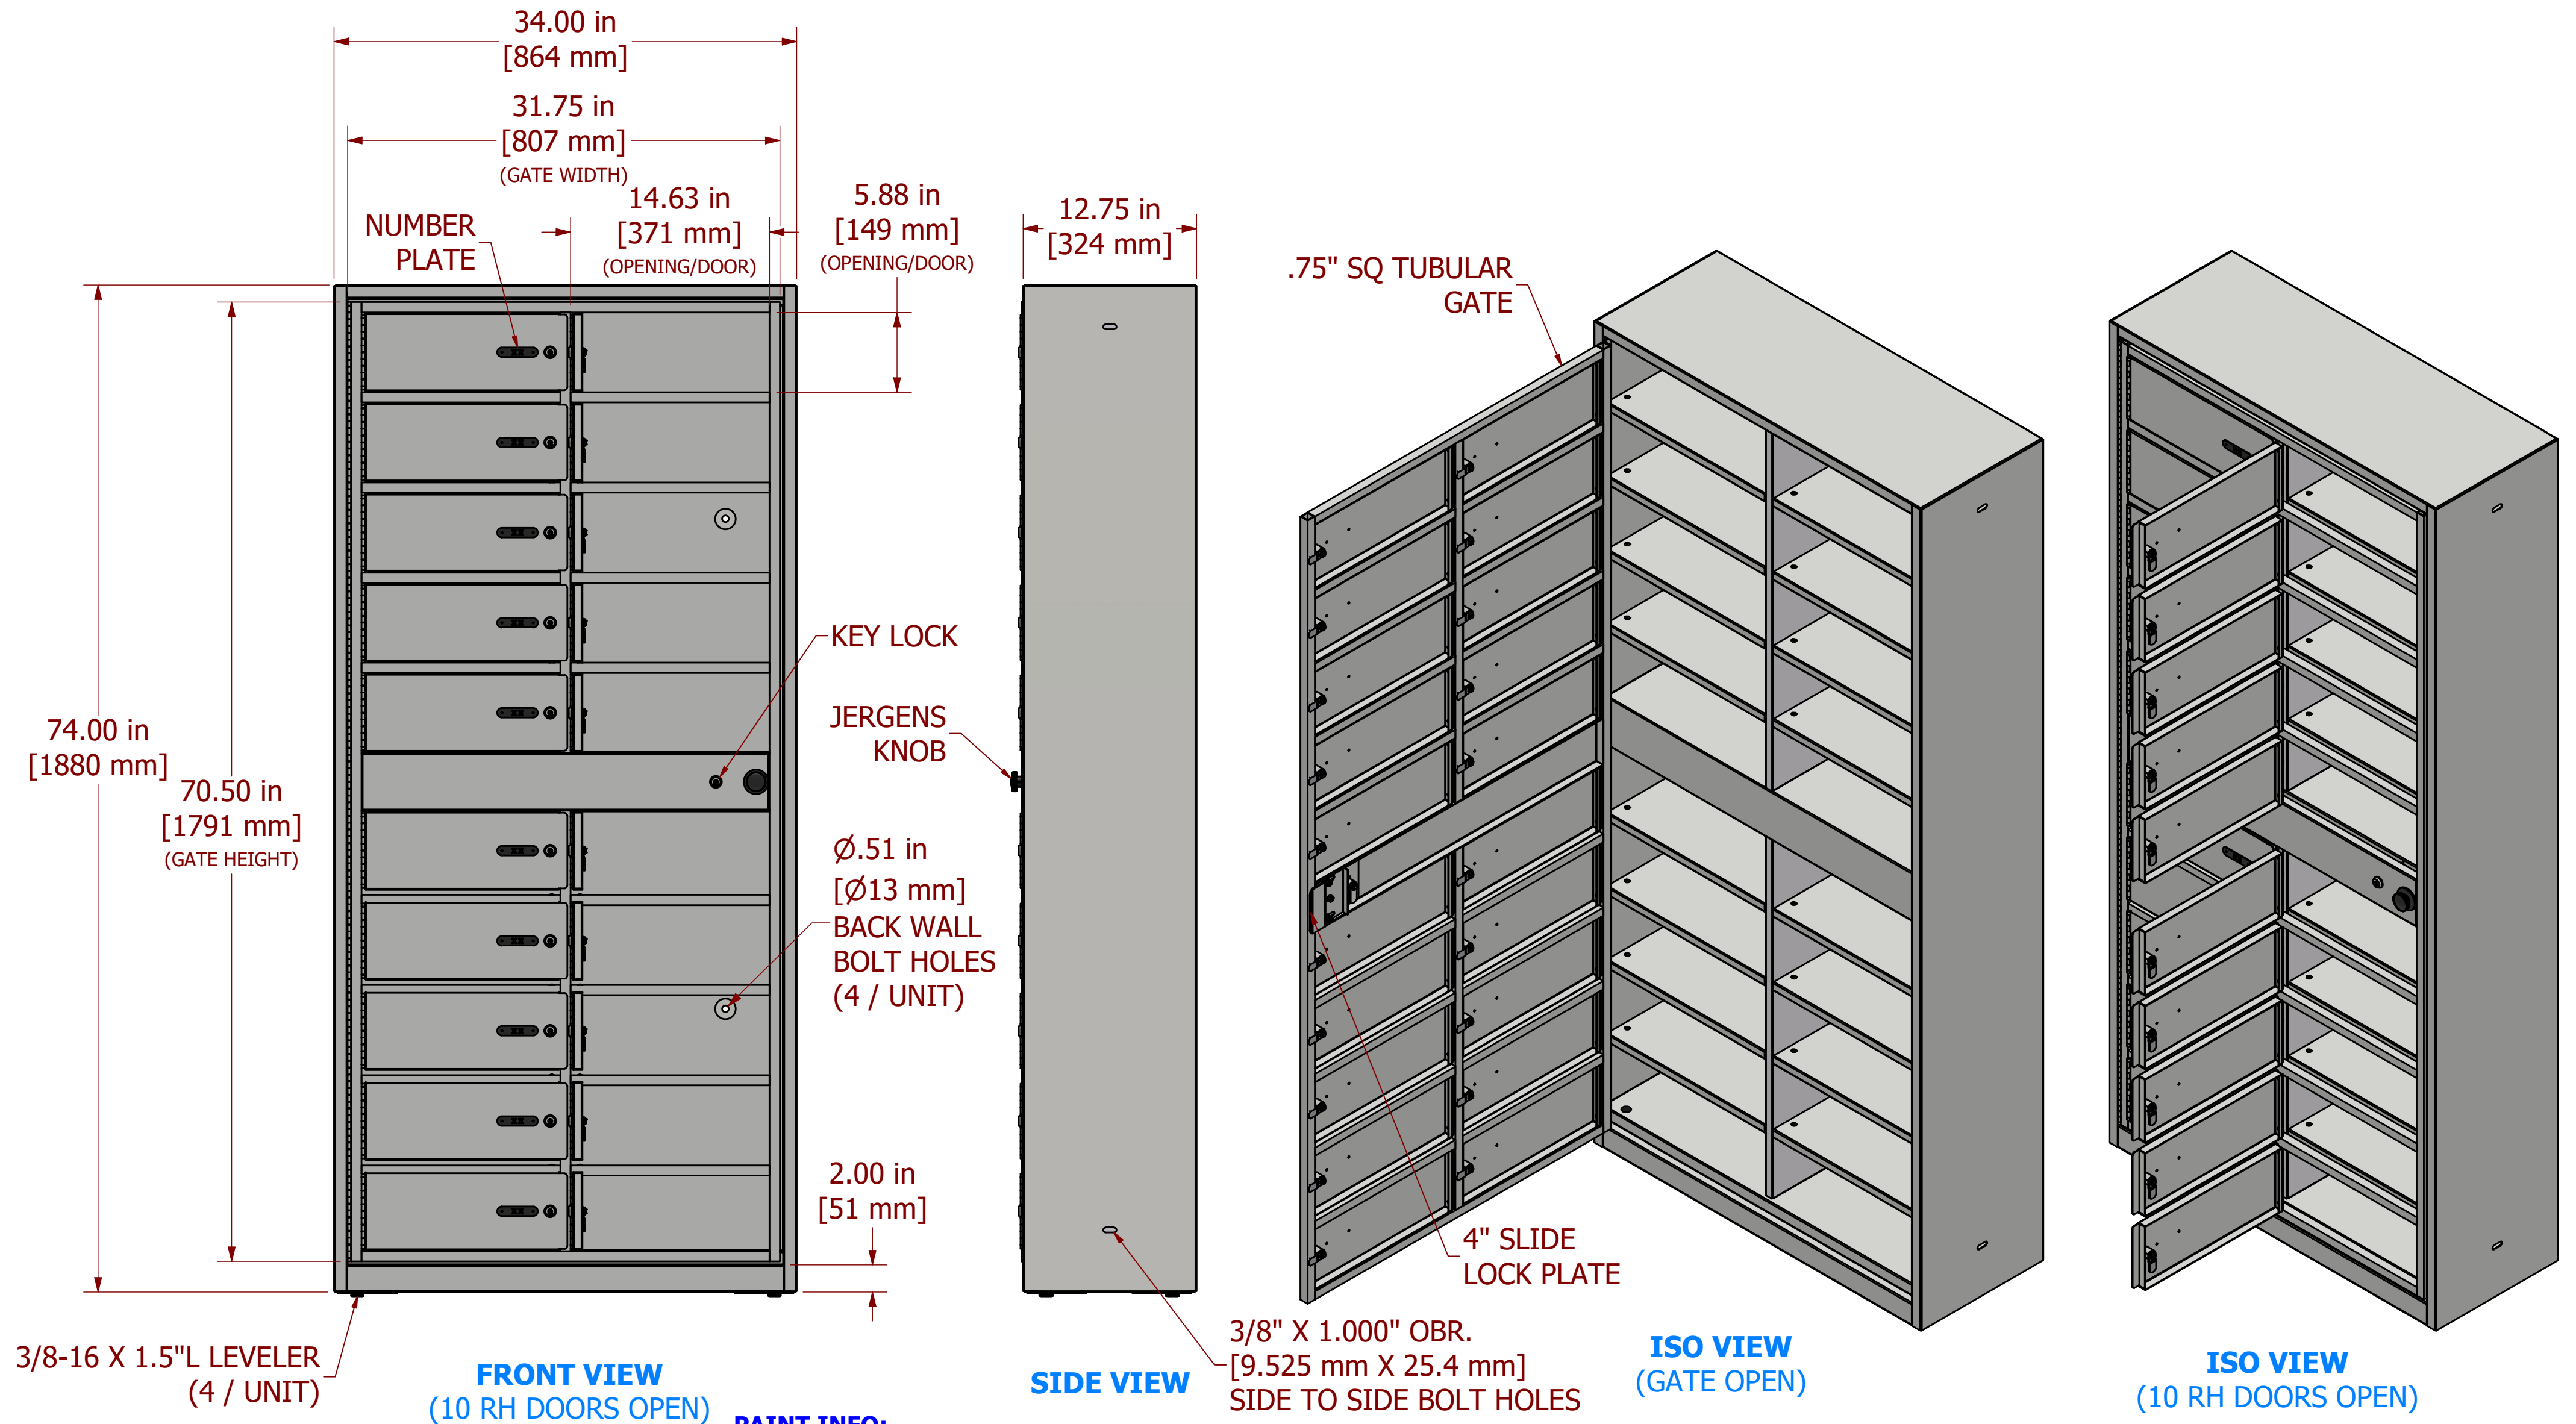 34.00 in
[864 mm]
31.75 in
[807 mm]
(GATE WIDTH)
14.63 in
[371 mm]
(OPENING/DOOR)
5.88 in
[149 mm]
(OPENING/DOOR)
NUMBER
PLATE
12.75 in
[324 mm]
.75" SQ TUBULAR
GATE
KEY LOCK
JERGENS
KNOB
74.00 in
[1880 mm]
70.50 in
[1791 mm]
(GATE HEIGHT)
Ø.51 in
[Ø13 mm]
BACK WALL
BOLT HOLES
(4 / UNIT)
2.00 in
[51 mm]
4" SLIDE
LOCK PLATE
3/8-16 X 1.5"L LEVELER
(4 / UNIT)
3/8" X 1.000" OBR.
[9.525 mm X 25.4 mm]
SIDE TO SIDE BOLT HOLES
FRONT VIEW
(10 RH DOORS OPEN)
SIDE VIEW
ISO VIEW
(GATE OPEN)
ISO VIEW
(10 RH DOORS OPEN)
PAINT INFO: